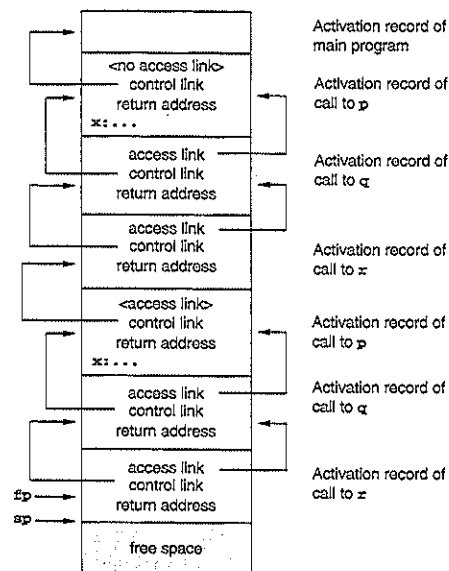 Activation record of
main program
<no access link>
control link
return address
x:...
Activation record of
call to p
access link
control link
return address
Activation record of
call to q
access link
control link
return address
Activation record of
call to r
<access link>
control link
return address
x:...
Activation record of
call to p
access link
control link
return address
Activation record of
call to q
access link
control link
return address
Activation record of
call to r
fp
sp
free space